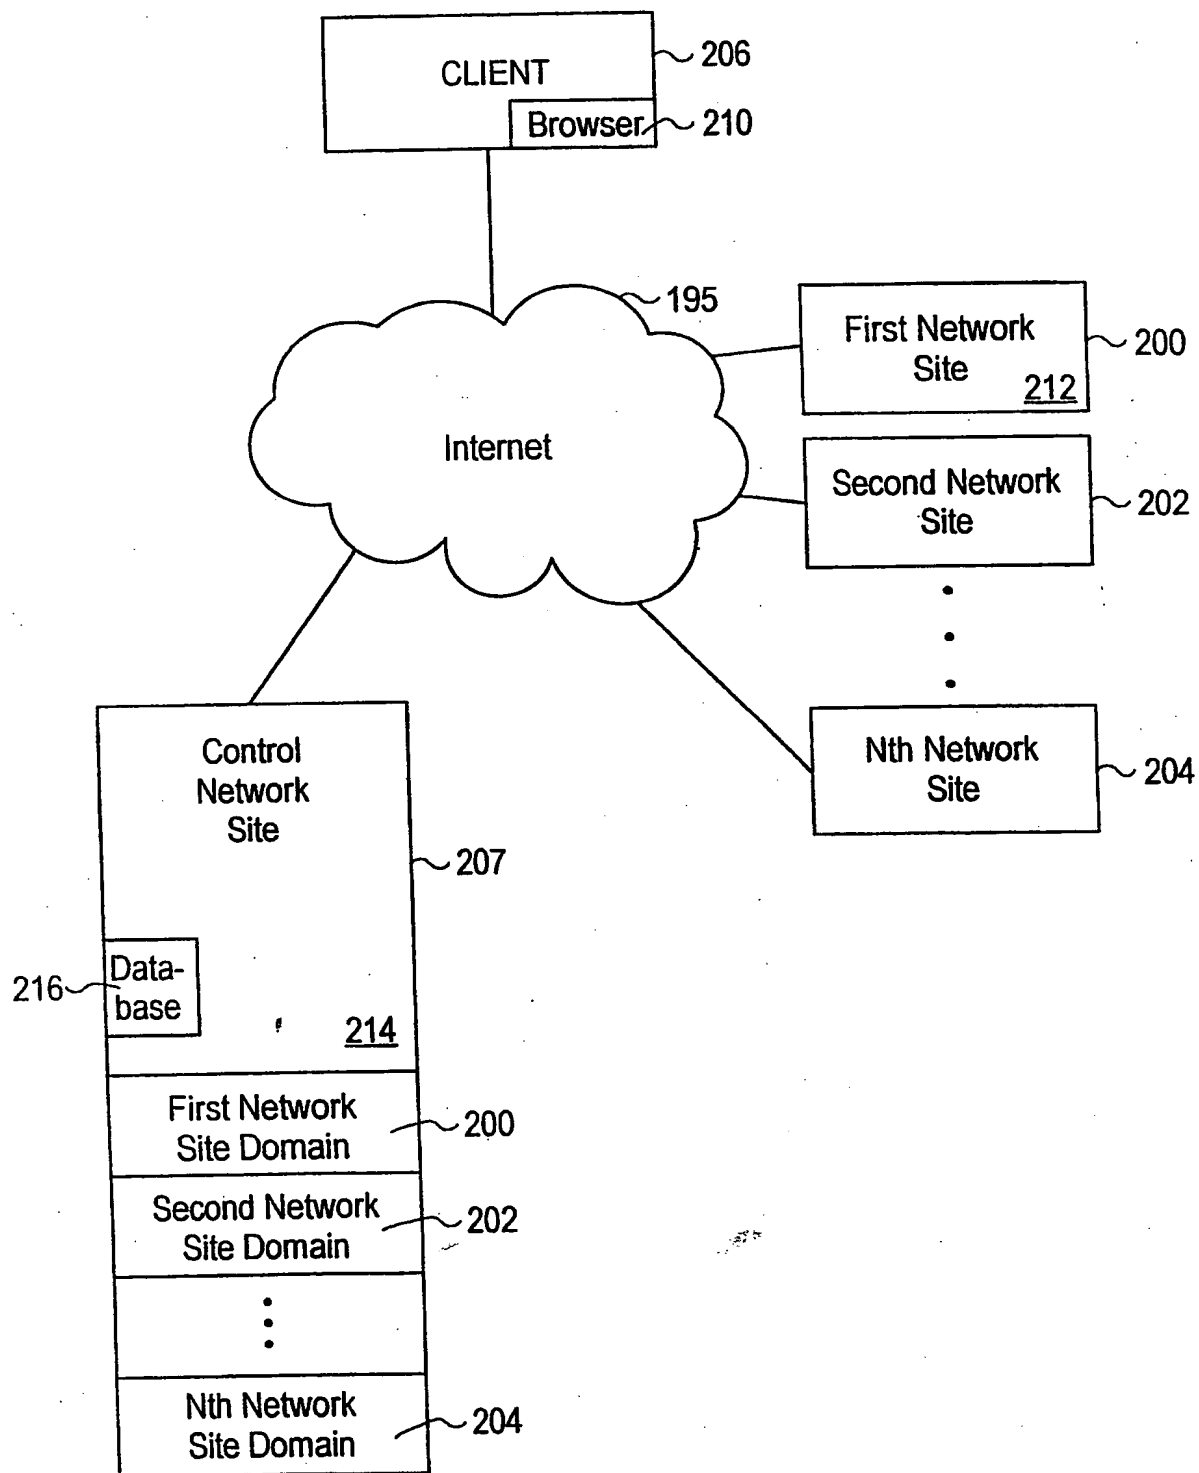 CLIENT
206
Browser
210
195
First Network
Site
212
200
Internet
Second Network
Site
202
Nth Network
Site
204
Control
Network
Site
207
Data-
base
216
214
First Network
Site Domain
200
Second Network
Site Domain
202
Nth Network
Site Domain
204